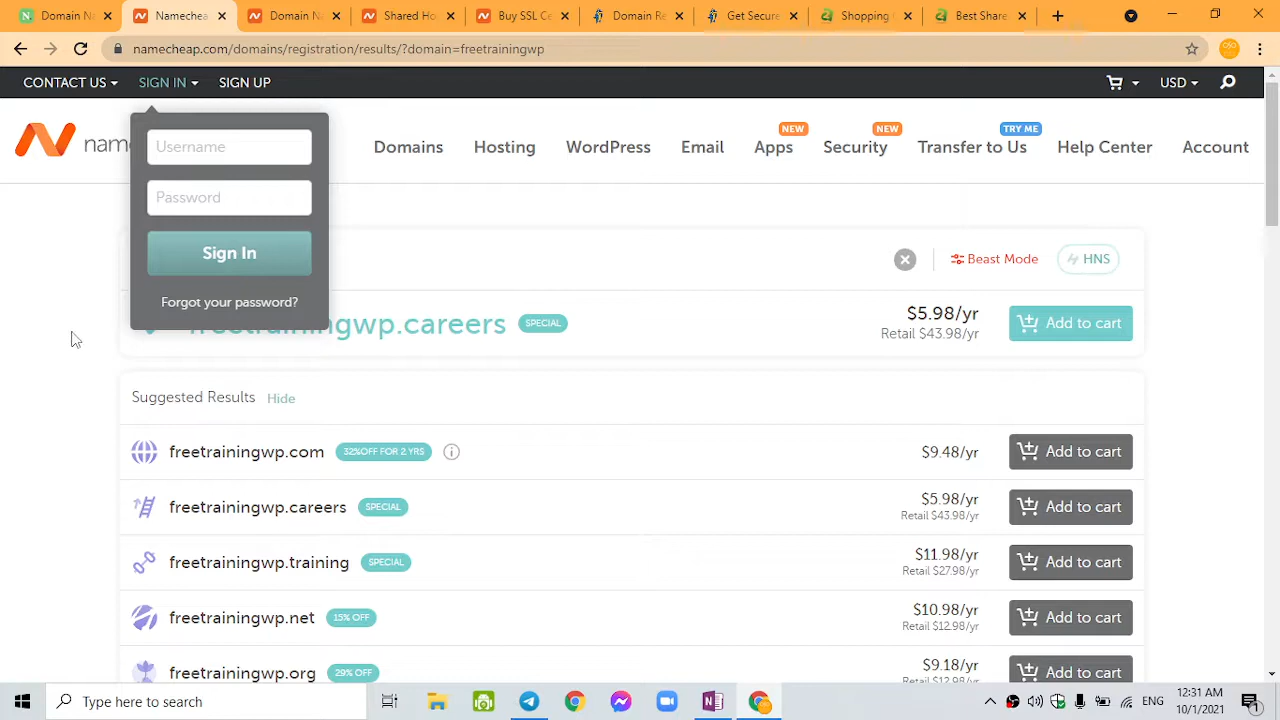 Domain N
Namechea
Domain N
Shared Ho
Buy SSL Ce
Domain Re
Get Secure
Shopping
Best Share
namecheap.com/domains/registration/results/?domain=freetrainingwp
CONTACT US SIGN IN SIGN UP USD
Username
Password
Sign In
Forgot your password?
name
Domains Hosting WordPress Email Apps Security Transfer to Us Help Center Account
NEW NEW TRY ME
Beast Mode HNS
freetrainingwp.careers SPECIAL $5.98/yr Add to cart
Retail $43.98/yr
Suggested Results Hide
freetrainingwp.com 32%OFF FOR 2 YRS $9.48/yr Add to cart
freetrainingwp.careers SPECIAL $5.98/yr Add to cart
Retail $43.98/yr
freetrainingwp.training SPECIAL $11.98/yr Add to cart
Retail $27.98/yr
freetrainingwp.net 15% OFF $10.98/yr Add to cart
Retail $12.98/yr
freetrainingwp.org 29% OFF $9.18/yr Add to cart
Retail $12.98/yr
Type here to search
ENG
12:31 AM
10/1/2021